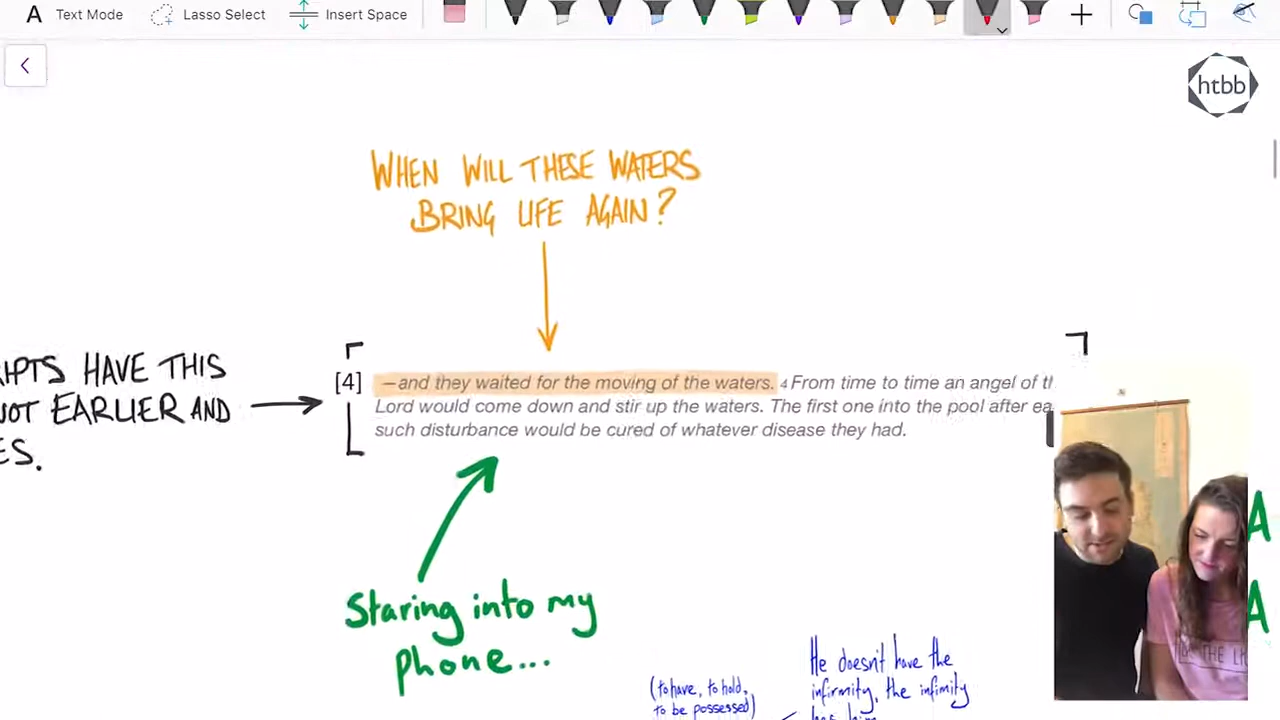 Text Mode
Lasso Select
Insert Space
htbb
WHEN WILL THESE WATERS
BRING LIFE AGAIN?
HAVE THIS
EARLIER AND
[4]
—and they waited for the moving of the waters. 4 From time to time an angel of
Lord would come down and stir up the waters. The first one into the pool after
such disturbance would be cured of whatever disease they had.
Staring into my
phone...
(to have, to hold,
to be possessed)
He doesn't have the
infirmity, the infimity
has him
A
A
THE